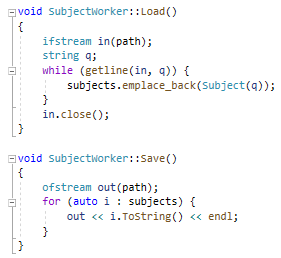 void SubjectWorker::Load()
{
    ifstream in(path);
    string q;
    while (getline(in, q)) {
        subjects.emplace_back(Subject(q));
    }
    in.close();
}
void SubjectWorker::Save()
{
    ofstream out(path);
    for (auto i : subjects) {
        out << i.ToString() << endl;
    }
}